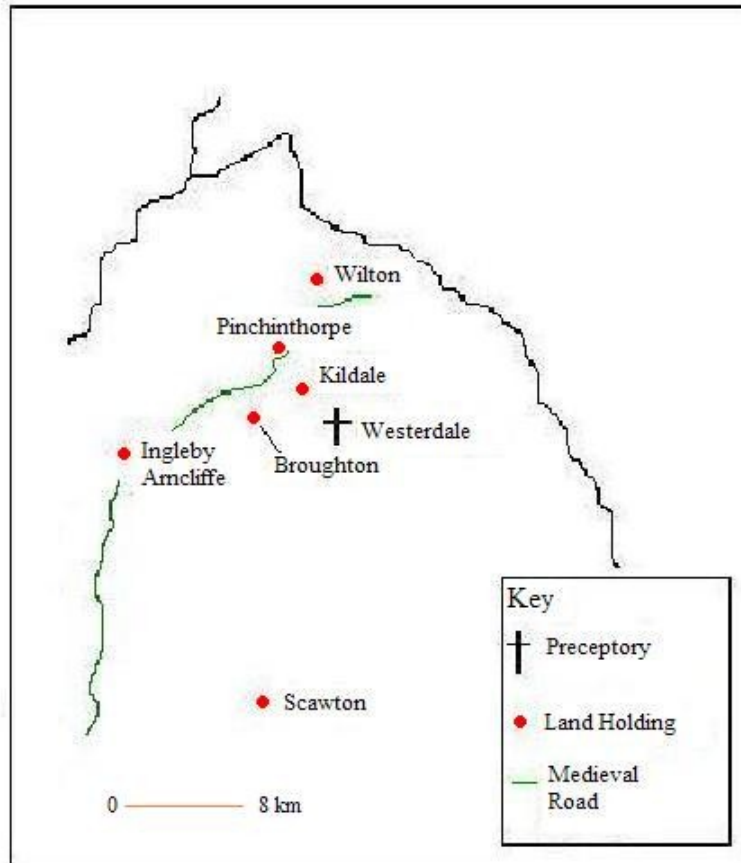 Wilton
Pinchinthorpe
Kildale
Westerdale
Ingleby
Arncliffe
Broughton
Key
Preceptory
Scawton
Land Holding
Medieval
Road
0 8 km